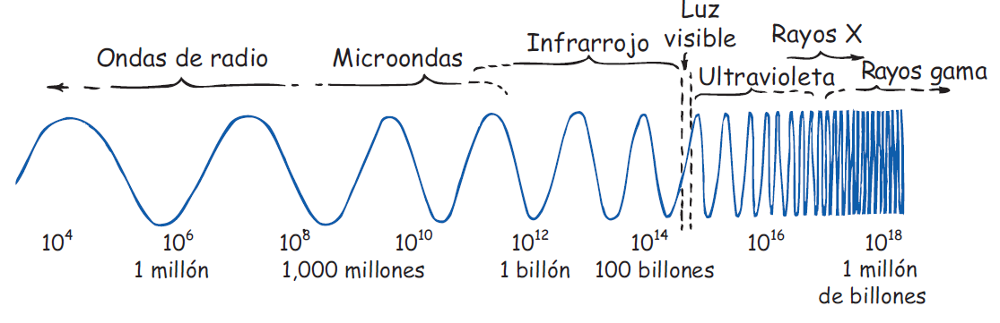 Luz
visible
Ondas de radio
Microondas
Infrarrojo
Rayos X
Ultravioleta
Rayos gama
10⁴
10⁶
10⁸
10¹⁰
10¹²
10¹⁴
10¹⁶
10¹⁸
1 millón
1,000 millones
1 billón
100 billones
1 millón
de billones